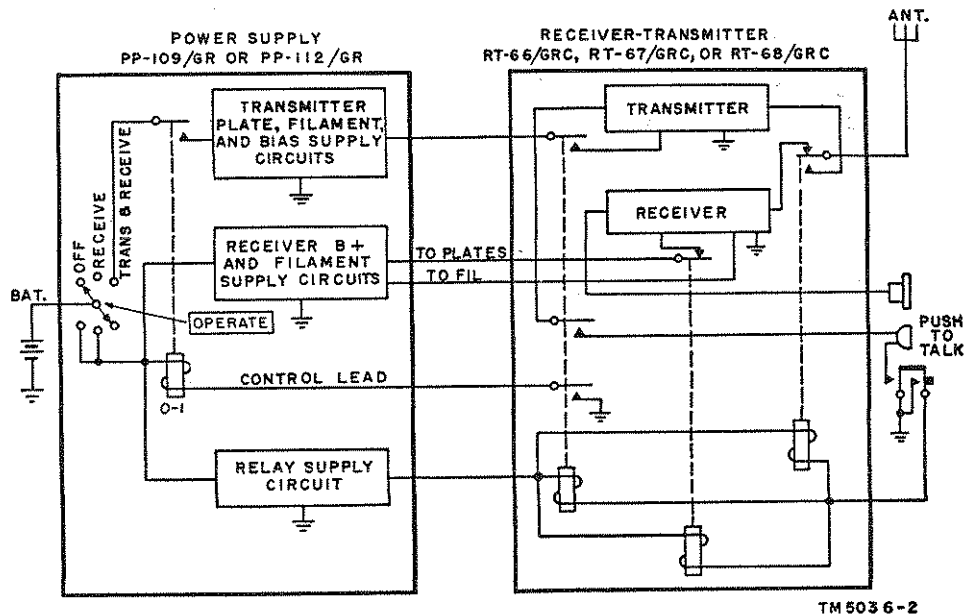 ANT.
POWER SUPPLY
PP-109/GR OR PP-112/GR
RECEIVER-TRANSMITTER
RT-66/GRC, RT-67/GRC, OR RT-68/GRC
TRANSMITTER
PLATE, FILAMENT,
AND BIAS SUPPLY
CIRCUITS
TRANSMITTER
OFF
RECEIVE
TRANS & RECEIVE
RECEIVER
RECEIVER B+
AND FILAMENT
SUPPLY CIRCUITS
TO PLATES
TO FIL
BAT.
OPERATE
PUSH
TO
TALK
CONTROL LEAD
O-1
RELAY SUPPLY
CIRCUIT
TM5036-2